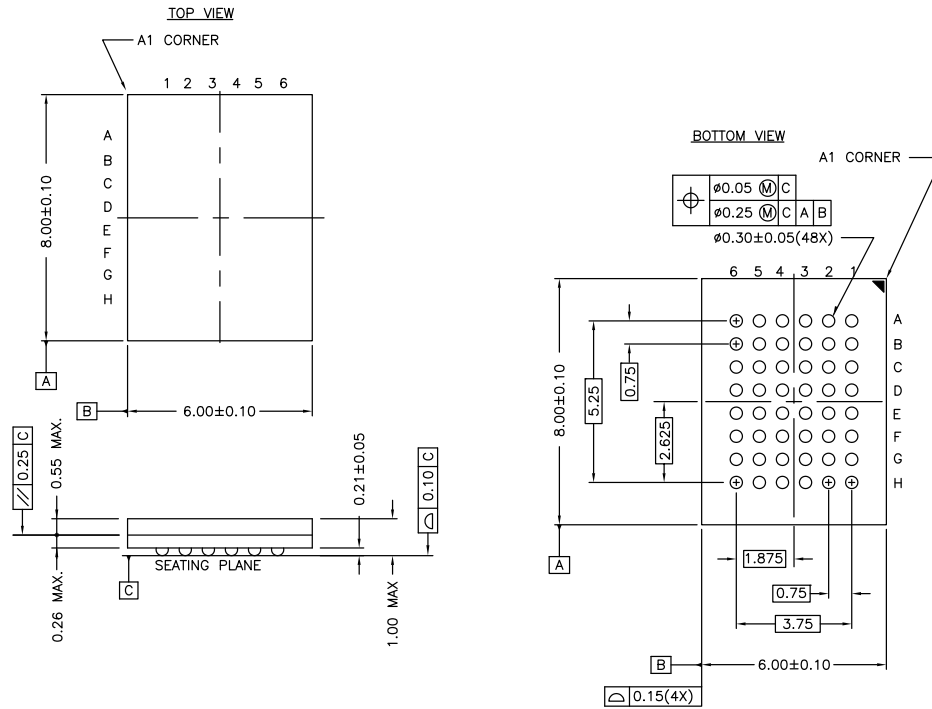 TOP VIEW
A1 CORNER
1 2 3 4 5 6
A
B
C
D
E
F
G
H
8.00±0.10
A
B
6.00±0.10
// 0.25 C
0.55 MAX.
0.26 MAX.
SEATING PLANE
C
0.21±0.05
⌓ 0.10 C
1.00 MAX
BOTTOM VIEW
A1 CORNER
⌖ ⌀0.05 Ⓜ C
⌀0.25 Ⓜ C A B
⌀0.30±0.05(48X)
6 5 4 3 2 1
A
B
C
D
E
F
G
H
8.00±0.10
5.25
0.75
2.625
A
1.875
0.75
3.75
B
6.00±0.10
⌓ 0.15(4X)